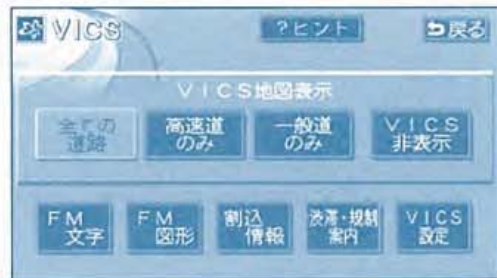 VICS
?ヒント
戻る
VICS地図表示
全ての
道路
高速道
のみ
一般道
のみ
VICS
非表示
FM
文字
FM
図形
割込
情報
渋滞・規制
案内
VICS
設定